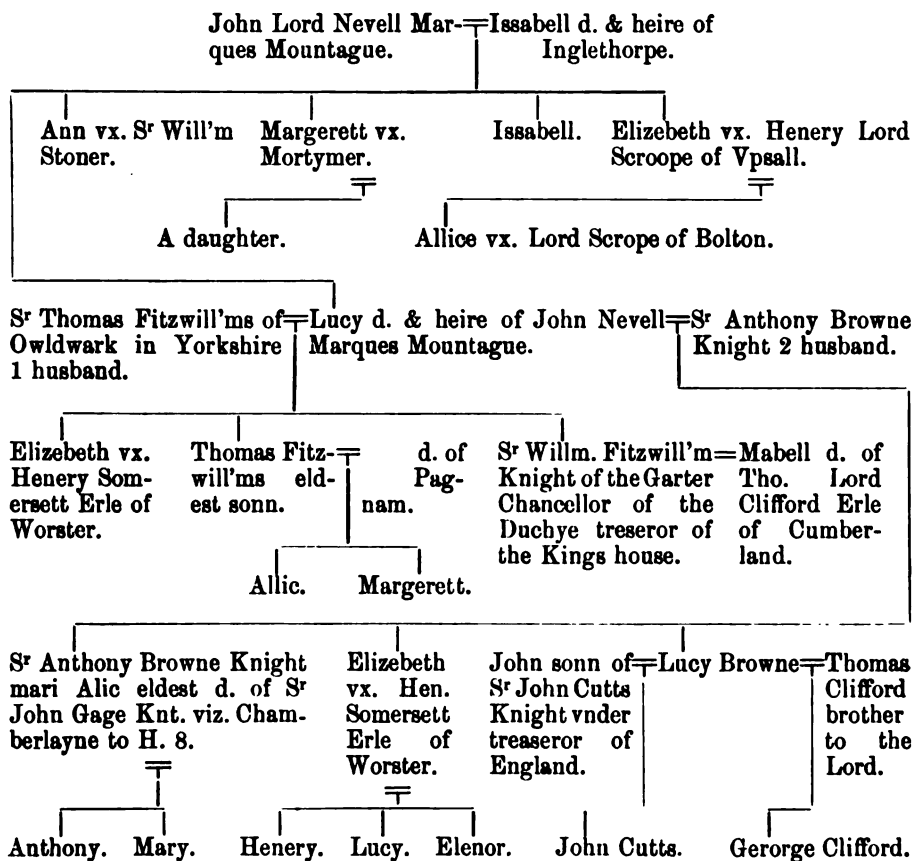 John Lord Nevell Mar-
ques Mountague.
Issabell d. & heire of
Inglethorpe.
Ann vx. Sr Will'm
Stoner.
Margerett vx.
Mortymer.
Issabell.
Elizebeth vx. Henery Lord
Scroope of Vpsall.
A daughter.
Allice vx. Lord Scrope of Bolton.
Sr Thomas Fitzwill'ms of
Owldwark in Yorkshire
1 husband.
Lucy d. & heire of John Nevell
Marques Mountague.
Sr Anthony Browne
Knight 2 husband.
Elizebeth vx.
Henery Som-
ersett Erle of
Worster.
Thomas Fitz-
will'ms eld-
est sonn.
d. of
Pag-
nam.
Sr Willm. Fitzwill'm
Knight of the Garter
Chancellor of the
Duchye treseror of
the Kings house.
Mabell d. of
Tho. Lord
Clifford Erle
of Cumber-
land.
Allic.
Margerett.
Sr Anthony Browne Knight
mari Alic eldest d. of Sr
John Gage Knt. viz. Cham-
berlayne to H. 8.
Elizebeth
vx. Hen.
Somersett
Erle of
Worster.
John sonn of
Sr John Cutts
Knight vnder
treaseror of
England.
Lucy Browne
Thomas
Clifford
brother
to the
Lord.
Anthony. Mary. Henery. Lucy. Elenor. John Cutts. Gerorge Clifford.